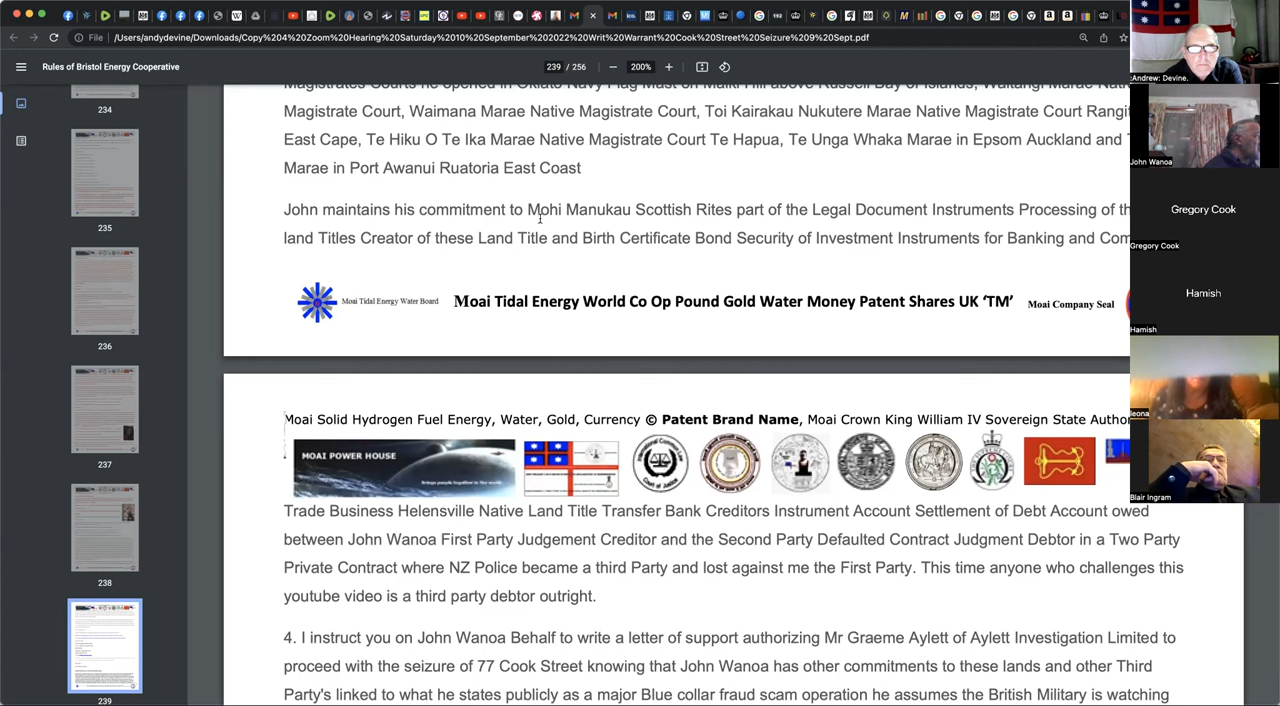 File
/Users/andydevine/Downloads/Copy%204%20Zoom%20Hearing%20Saturday
%202022%20Writ%20Warrant%20Cook%20Street%20Seizure%209%20Sept.pdf
Rules of Bristol Energy Cooperative
239 / 256
200%
234
235
236
237
238
239
Magistrate Court, Waimana Marae Native Magistrate Court, Toi Kairakau Nukutere Marae Native Magistrate Court Rangit
East Cape, Te Hiku O Te Ika Marae Native Magistrate Court Te Hapua, Te Unga Whaka Marae in Epsom Auckland and T
Marae in Port Awanui Ruatoria East Coast
John maintains his commitment to Mohi Manukau Scottish Rites part of the Legal Document Instruments Processing of th
land Titles Creator of these Land Title and Birth Certificate Bond Security of Investment Instruments for Banking and Com
Moai Tidal Energy Water Board
Moai Tidal Energy World Co Op Pound Gold Water Money Patent Shares UK ‘TM’
Moai Company Seal
Moai Solid Hydrogen Fuel Energy, Water, Gold, Currency © Patent Brand Name, Moai Crown King William IV Sovereign State Author
MOAI POWER HOUSE
Brings people together in the world
Trade Business Helensville Native Land Title Transfer Bank Creditors Instrument Account Settlement of Debt Account owed
between John Wanoa First Party Judgement Creditor and the Second Party Defaulted Contract Judgment Debtor in a Two Party
Private Contract where NZ Police became a third Party and lost against me the First Party. This time anyone who challenges this
youtube video is a third party debtor outright.
4. I instruct you on John Wanoa Behalf to write a letter of support authorizing Mr Graeme Aylett of Aylett Investigation Limited to
proceed with the seizure of 77 Cook Street knowing that John Wanoa has other commitments to these lands and other Third
Party's linked to what he states publicly as a major Blue collar fraud scam operation he assumes the British Military is watching
:Andrew: Devine.
John Wanoa
Gregory Cook
Gregory Cook
Hamish
Hamish
leona
Blair Ingram